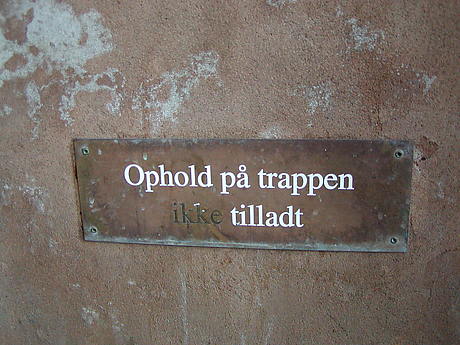 Ophold på trappen
ikke tilladt